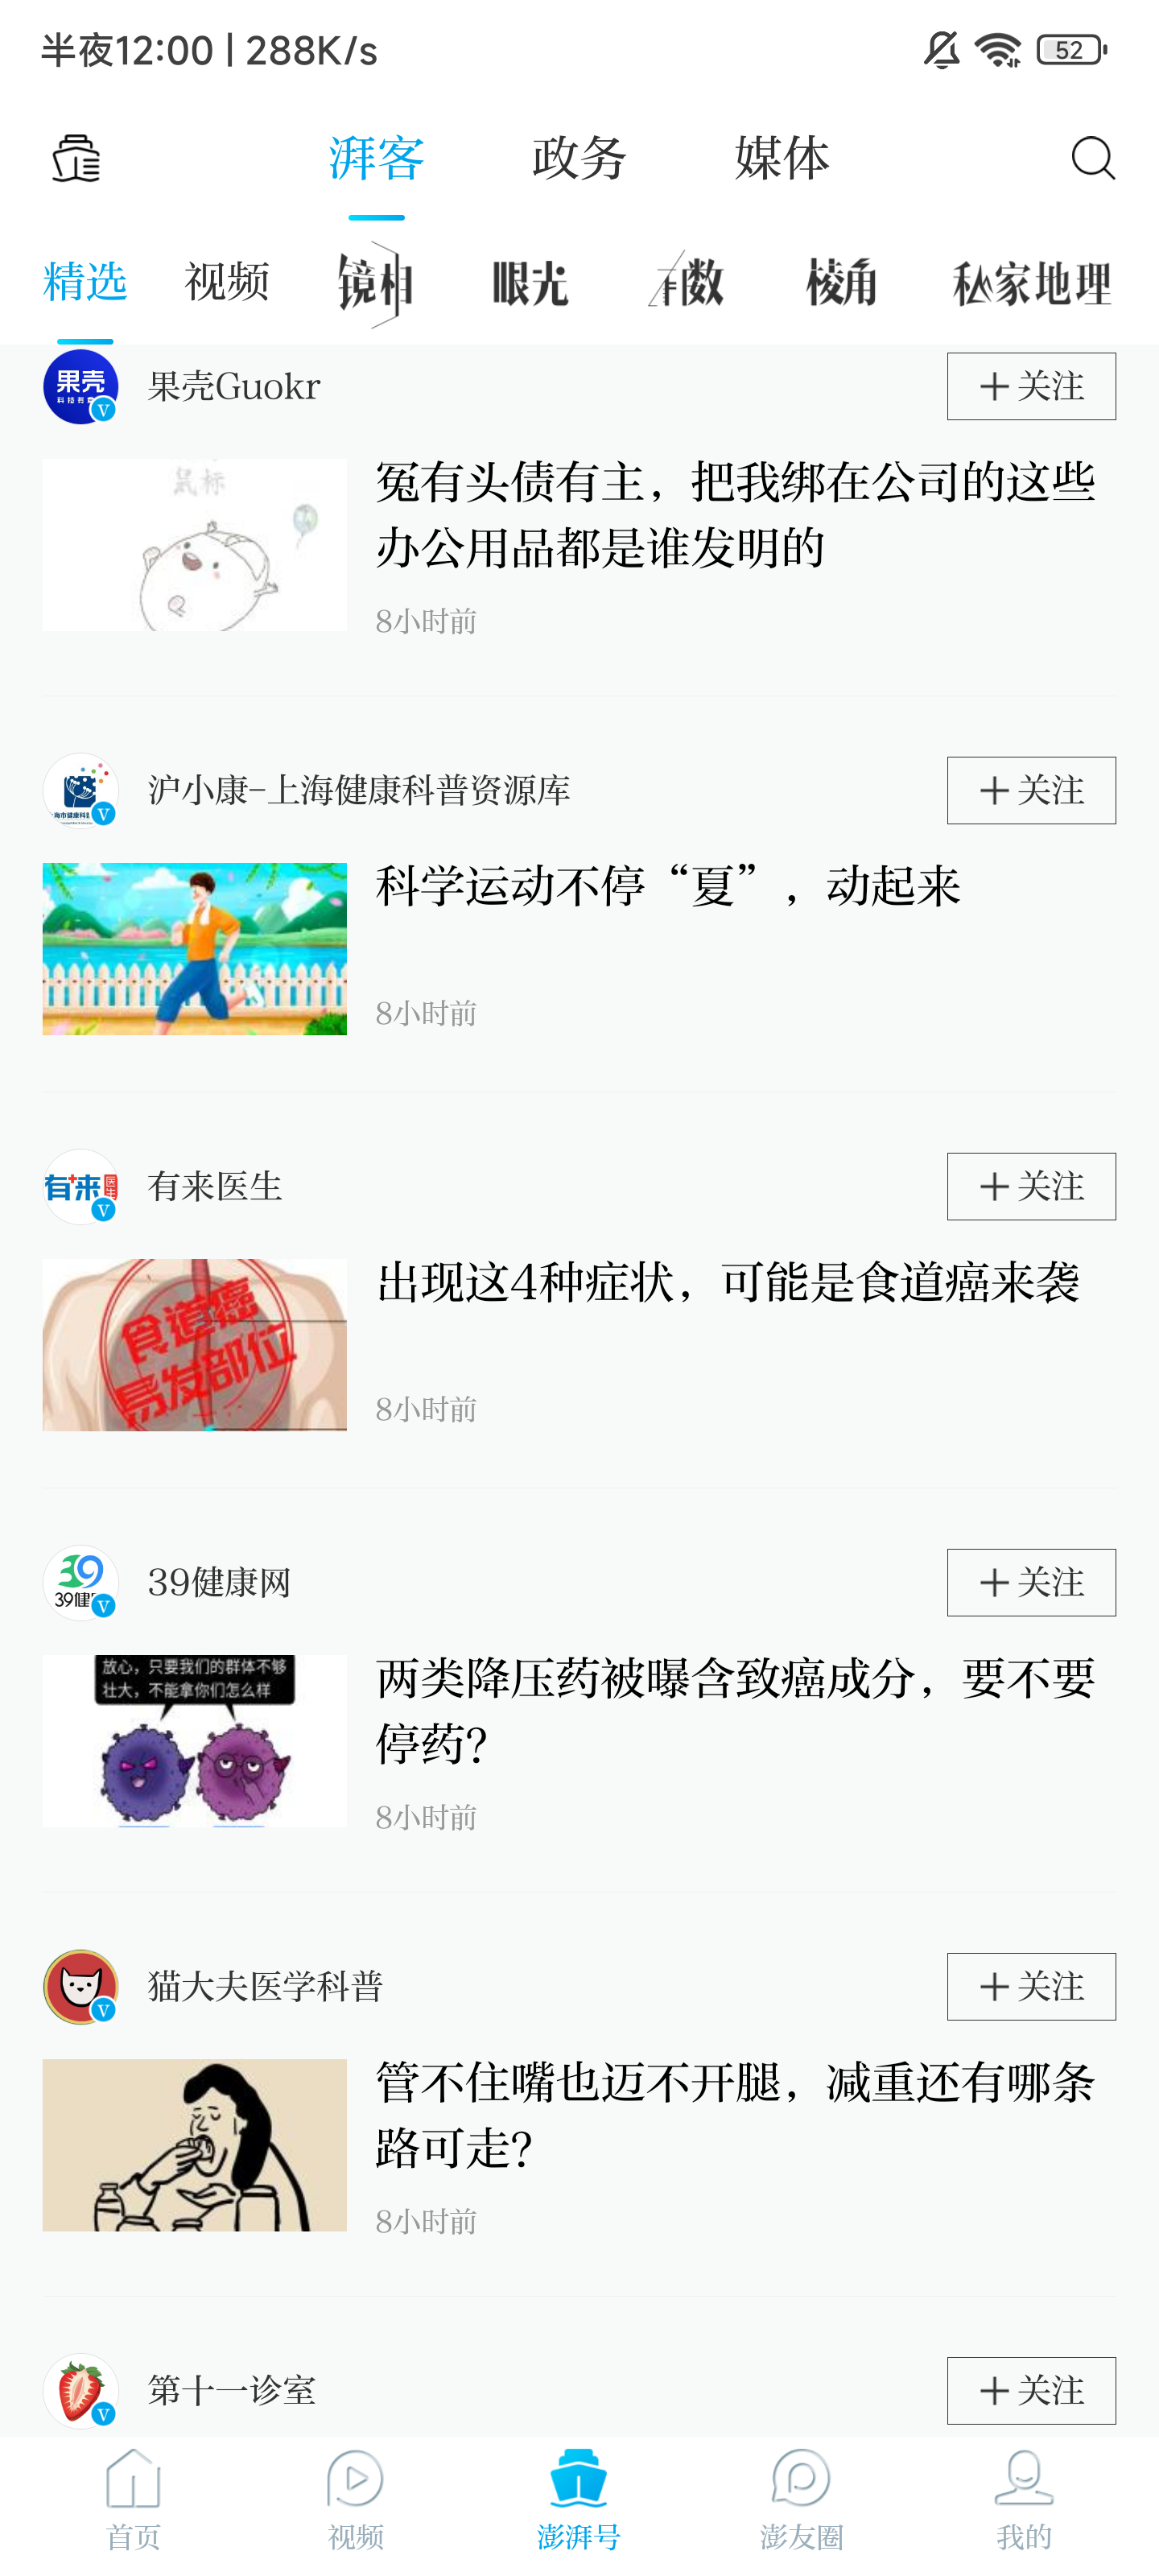 半夜12:00 | 288K/s
52
湃客 政务 媒体
精选 视频 镜相 眼光 有数 棱角 私家地理
果壳
果壳Guokr
+ 关注
鼠标
冤有头债有主，把我绑在公司的这些
办公用品都是谁发明的
8小时前
沪小康-上海健康科普资源库
+ 关注
科学运动不停“夏”，动起来
8小时前
有来医生
有来医生
+ 关注
食道癌
易发部位
出现这4种症状，可能是食道癌来袭
8小时前
39健
39健康网
+ 关注
放心，只要我们的群体不够
壮大，不能拿你们怎么样
两类降压药被曝含致癌成分，要不要
停药？
8小时前
猫大夫医学科普
+ 关注
管不住嘴也迈不开腿，减重还有哪条
路可走？
8小时前
第十一诊室
+ 关注
首页 视频 澎湃号 澎友圈 我的